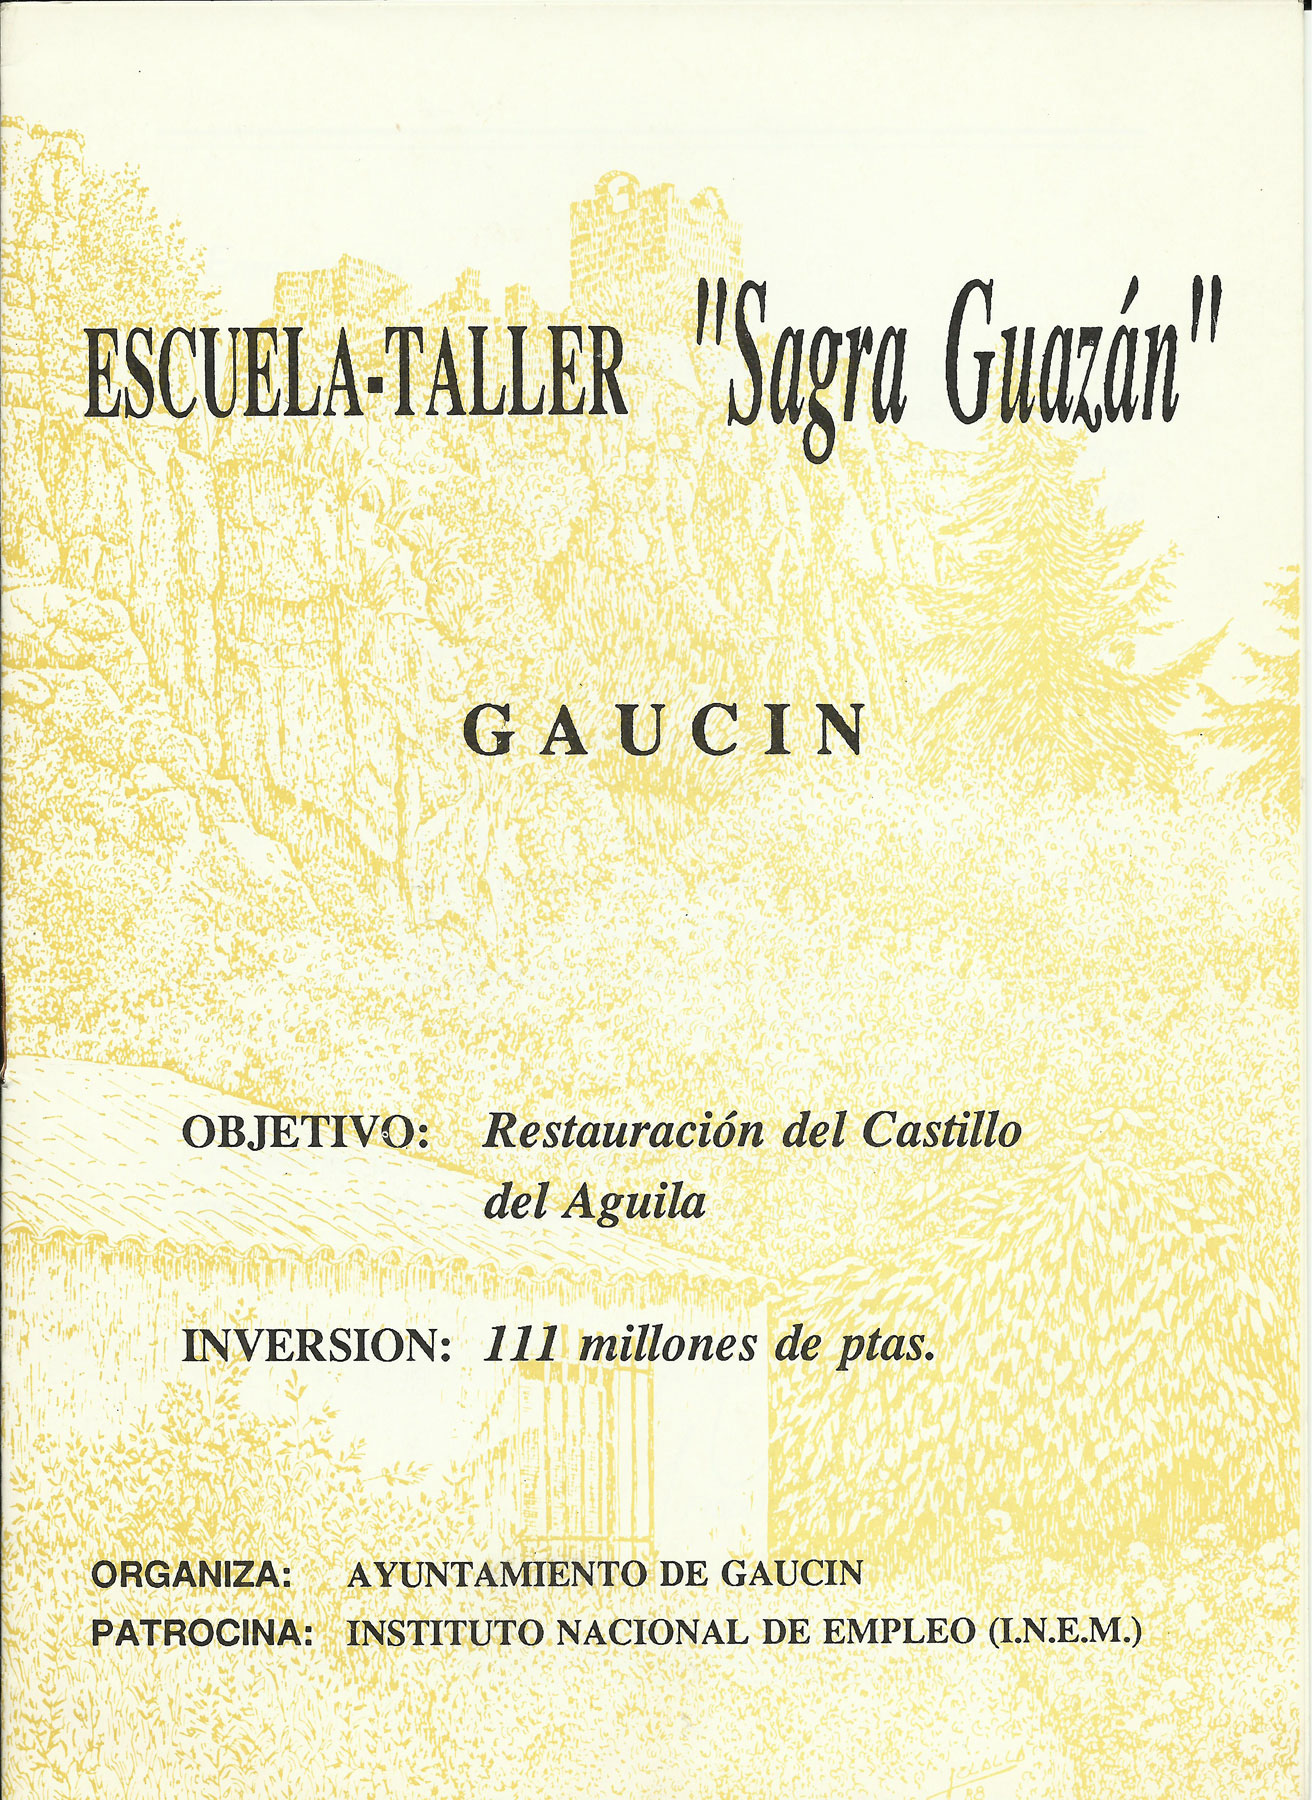 ESCUELA-TALLER "Sagra Guazán"
GAUCIN
OBJETIVO: Restauración del Castillo
del Aguila
INVERSION: 111 millones de ptas.
ORGANIZA: AYUNTAMIENTO DE GAUCIN
PATROCINA: INSTITUTO NACIONAL DE EMPLEO (I.N.E.M.)